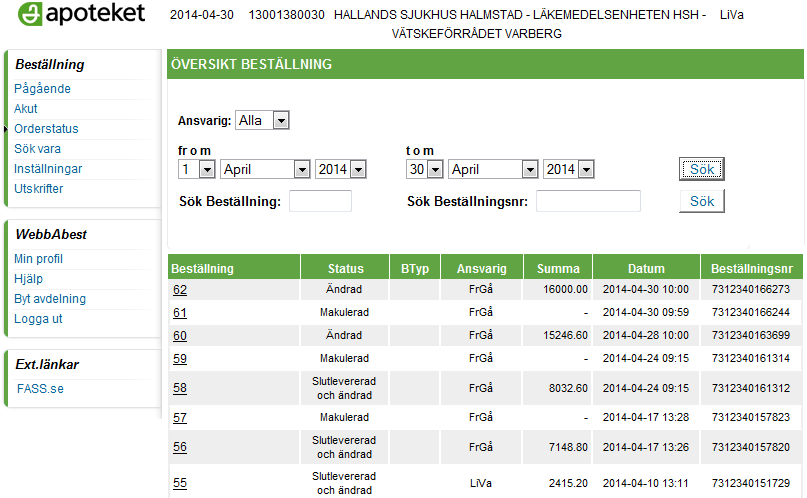 apoteket
2014-04-30 13001380030 HALLANDS SJUKHUS HALMSTAD - LÄKEMEDELSENHETEN HSH - LiVa
VÄTSKEFÖRRÅDET VARBERG
Beställning
Pågående
Akut
Orderstatus
Sök vara
Inställningar
Utskrifter
WebbAbest
Min profil
Hjälp
Byt avdelning
Logga ut
Ext.länkar
FASS.se
ÖVERSIKT BESTÄLLNING
Ansvarig: Alla
from tom
1 April 2014 30 April 2014 Sök
Sök Beställning: Sök Beställningsnr: Sök
Beställning Status BTyp Ansvarig Summa Datum Beställningsnr
62 Ändrad FrGå 16000.00 2014-04-30 10:00 7312340166273
61 Makulerad FrGå - 2014-04-30 09:59 7312340166244
60 Ändrad FrGå 15246.60 2014-04-28 10:00 7312340163699
59 Makulerad FrGå - 2014-04-24 09:15 7312340161314
58 Slutlevererad och ändrad FrGå 8032.60 2014-04-24 09:15 7312340161312
57 Makulerad FrGå - 2014-04-17 13:28 7312340157823
56 Slutlevererad och ändrad FrGå 7148.80 2014-04-17 13:26 7312340157820
55 Slutlevererad och ändrad LiVa 2415.20 2014-04-10 13:11 7312340151729